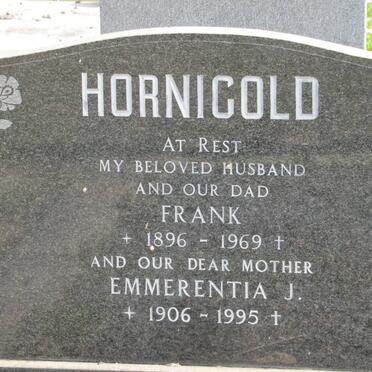 HORNIGOLD
AT REST
MY BELOVED HUSBAND
AND OUR DAD
FRANK
+ 1896 - 1969 †
AND OUR DEAR MOTHER
EMMERENTIA J.
+ 1906 - 1995 †